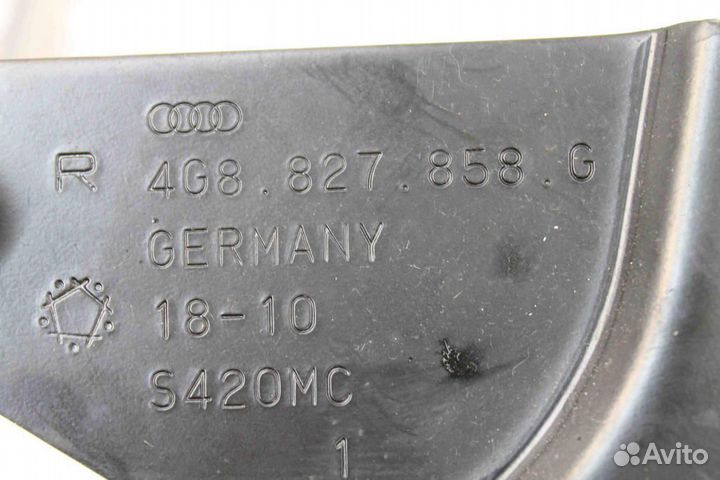 R 4G8.827.858.G
GERMANY
18-10
S420MC
1
Avito